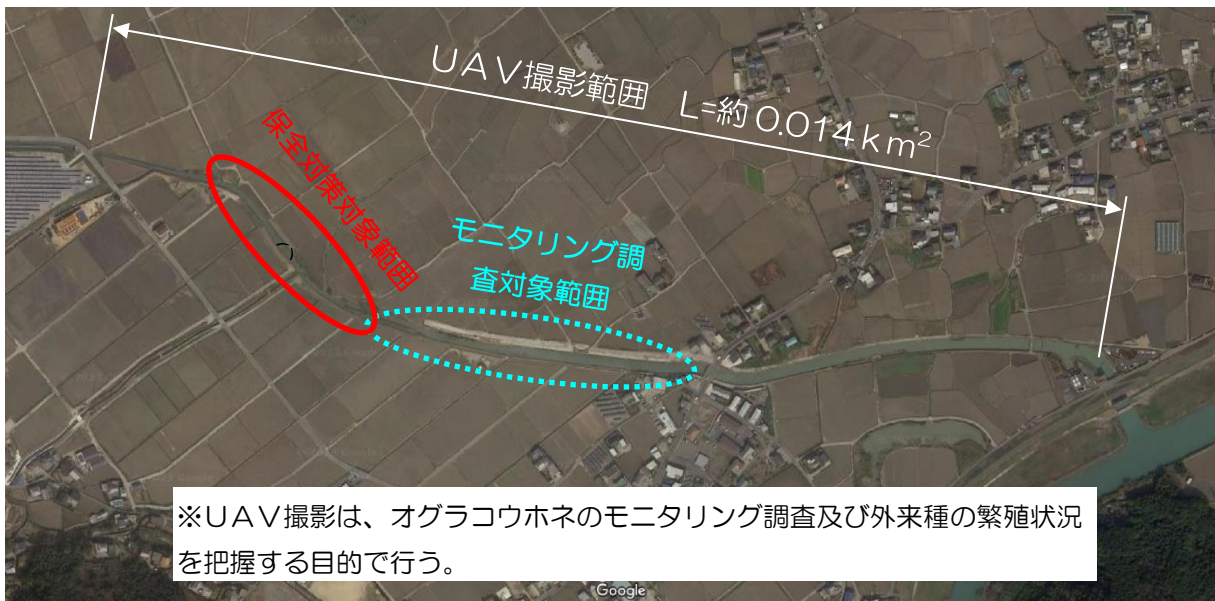 UAV撮影範囲 L=約0.014km²
保全対策対象範囲
モニタリング調
査対象範囲
※UAV撮影は、オグラコウホネのモニタリング調査及び外来種の繁殖状況
を把握する目的で行う。
Google